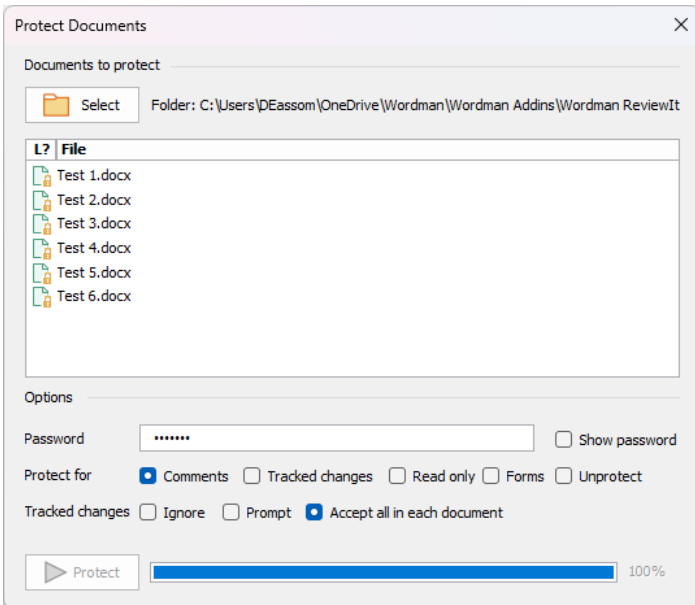 Protect Documents
Documents to protect
Select Folder: C:\Users\DEassom\OneDrive\Wordman\Wordman Addins\Wordman ReviewIt
L? File
Test 1.docx
Test 2.docx
Test 3.docx
Test 4.docx
Test 5.docx
Test 6.docx
Options
Password ••••••• Show password
Protect for Comments Tracked changes Read only Forms Unprotect
Tracked changes Ignore Prompt Accept all in each document
Protect 100%